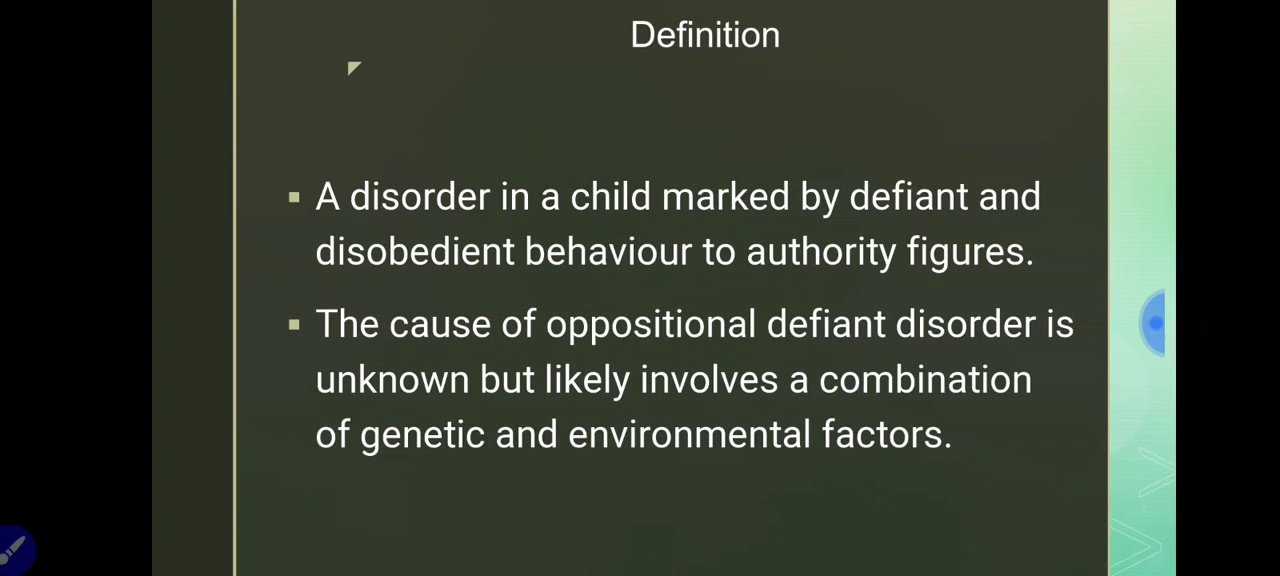 Definition
A disorder in a child marked by defiant and
disobedient behaviour to authority figures.
The cause of oppositional defiant disorder is
unknown but likely involves a combination
of genetic and environmental factors.